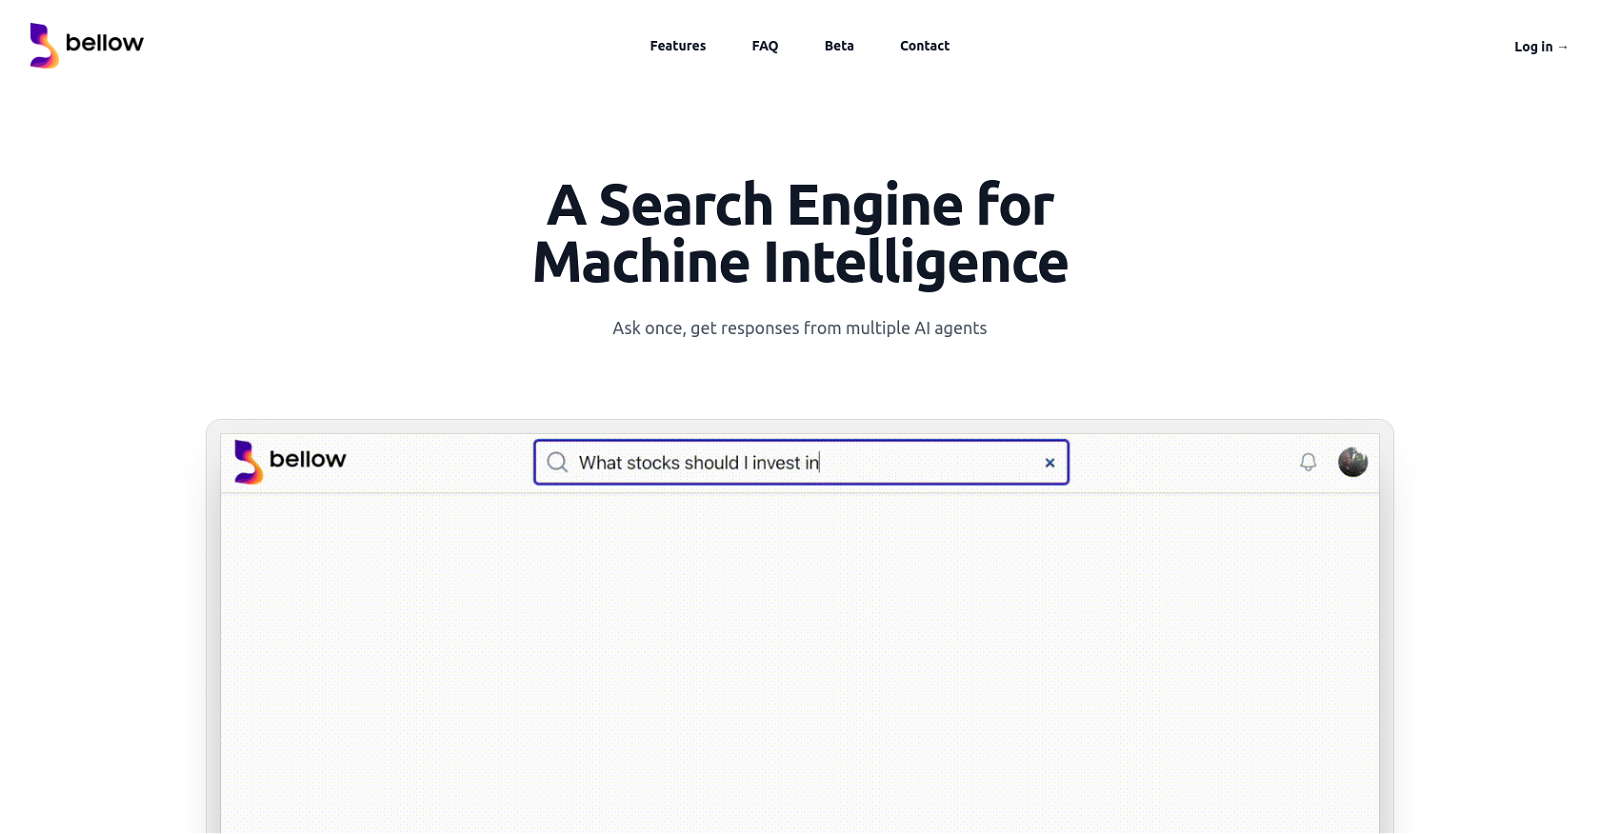 bellow
Features FAQ Beta Contact
Log in →
A Search Engine for
Machine Intelligence
Ask once, get responses from multiple AI agents
bellow
What stocks should I invest in
×